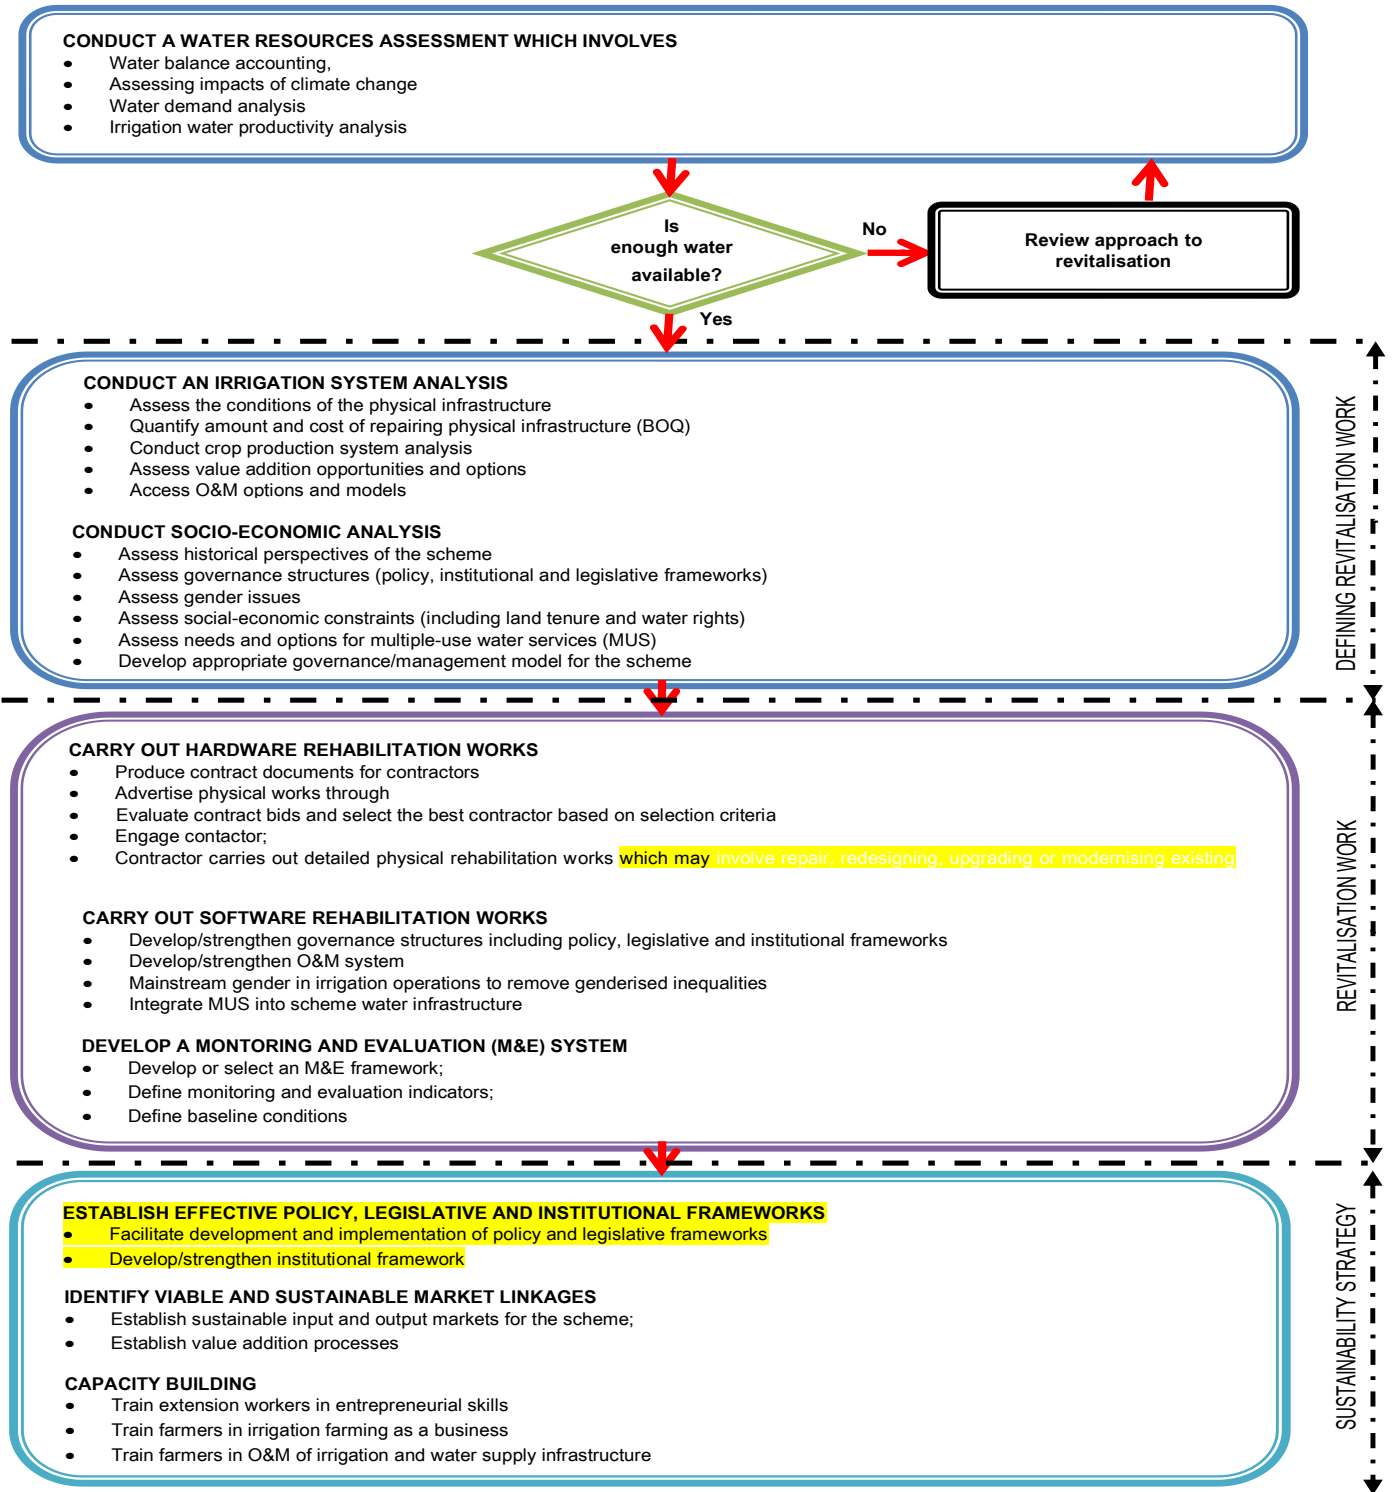 CONDUCT A WATER RESOURCES ASSESSMENT WHICH INVOLVES
• Water balance accounting,
• Assessing impacts of climate change
• Water demand analysis
• Irrigation water productivity analysis
Is
enough water
available?
No
Review approach to
revitalisation
Yes
CONDUCT AN IRRIGATION SYSTEM ANALYSIS
• Assess the conditions of the physical infrastructure
• Quantify amount and cost of repairing physical infrastructure (BOQ)
• Conduct crop production system analysis
• Assess value addition opportunities and options
• Access O&M options and models
CONDUCT SOCIO-ECONOMIC ANALYSIS
• Assess historical perspectives of the scheme
• Assess governance structures (policy, institutional and legislative frameworks)
• Assess gender issues
• Assess social-economic constraints (including land tenure and water rights)
• Assess needs and options for multiple-use water services (MUS)
• Develop appropriate governance/management model for the scheme
DEFINING REVITALISATION WORK
CARRY OUT HARDWARE REHABILITATION WORKS
• Produce contract documents for contractors
• Advertise physical works through
• Evaluate contract bids and select the best contractor based on selection criteria
• Engage contactor;
• Contractor carries out detailed physical rehabilitation works which may involve repair, redesigning, upgrading or modernising existing
CARRY OUT SOFTWARE REHABILITATION WORKS
• Develop/strengthen governance structures including policy, legislative and institutional frameworks
• Develop/strengthen O&M system
• Mainstream gender in irrigation operations to remove genderised inequalities
• Integrate MUS into scheme water infrastructure
DEVELOP A MONTORING AND EVALUATION (M&E) SYSTEM
• Develop or select an M&E framework;
• Define monitoring and evaluation indicators;
• Define baseline conditions
REVITALISATION WORK
ESTABLISH EFFECTIVE POLICY, LEGISLATIVE AND INSTITUTIONAL FRAMEWORKS
• Facilitate development and implementation of policy and legislative frameworks
• Develop/strengthen institutional framework
IDENTIFY VIABLE AND SUSTAINABLE MARKET LINKAGES
• Establish sustainable input and output markets for the scheme;
• Establish value addition processes
CAPACITY BUILDING
• Train extension workers in entrepreneurial skills
• Train farmers in irrigation farming as a business
• Train farmers in O&M of irrigation and water supply infrastructure
SUSTAINABILITY STRATEGY